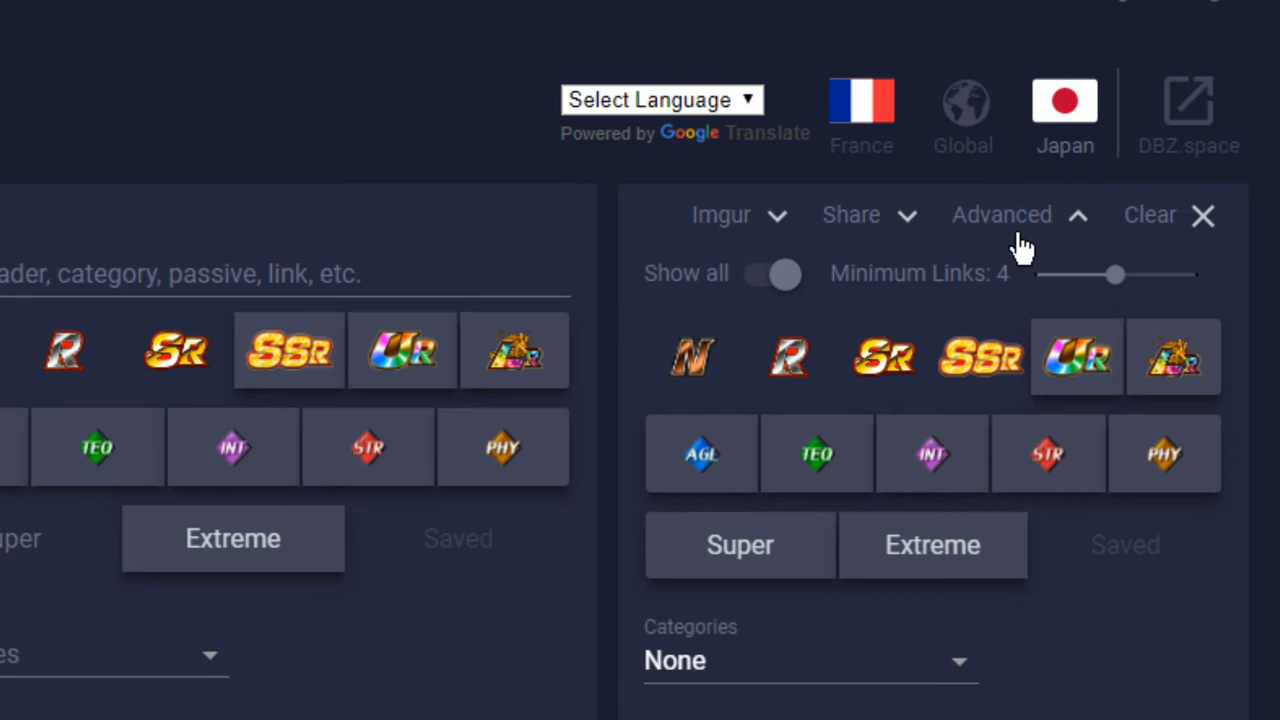 Select Language
Powered by Google Translate
France
Global
Japan
DBZ.space
Imgur
Share
Advanced
Clear
ader, category, passive, link, etc.
Show all
Minimum Links: 4
R
SR
SSR
UR
LR
N
R
SR
SSR
UR
LR
TEQ
INT
STR
PHY
AGL
TEQ
INT
STR
PHY
uper
Extreme
Saved
Super
Extreme
Saved
es
Categories
None